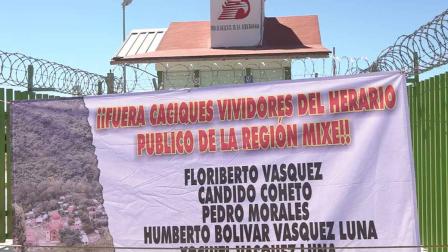 ¡¡FUERA CACIQUES VIVIDORES DEL HERARIO
PUBLICO DE LA REGIÓN MIXE!!
FLORIBERTO VASQUEZ
CANDIDO COHETO
PEDRO MORALES
HUMBERTO BOLIVAR VASQUEZ LUNA